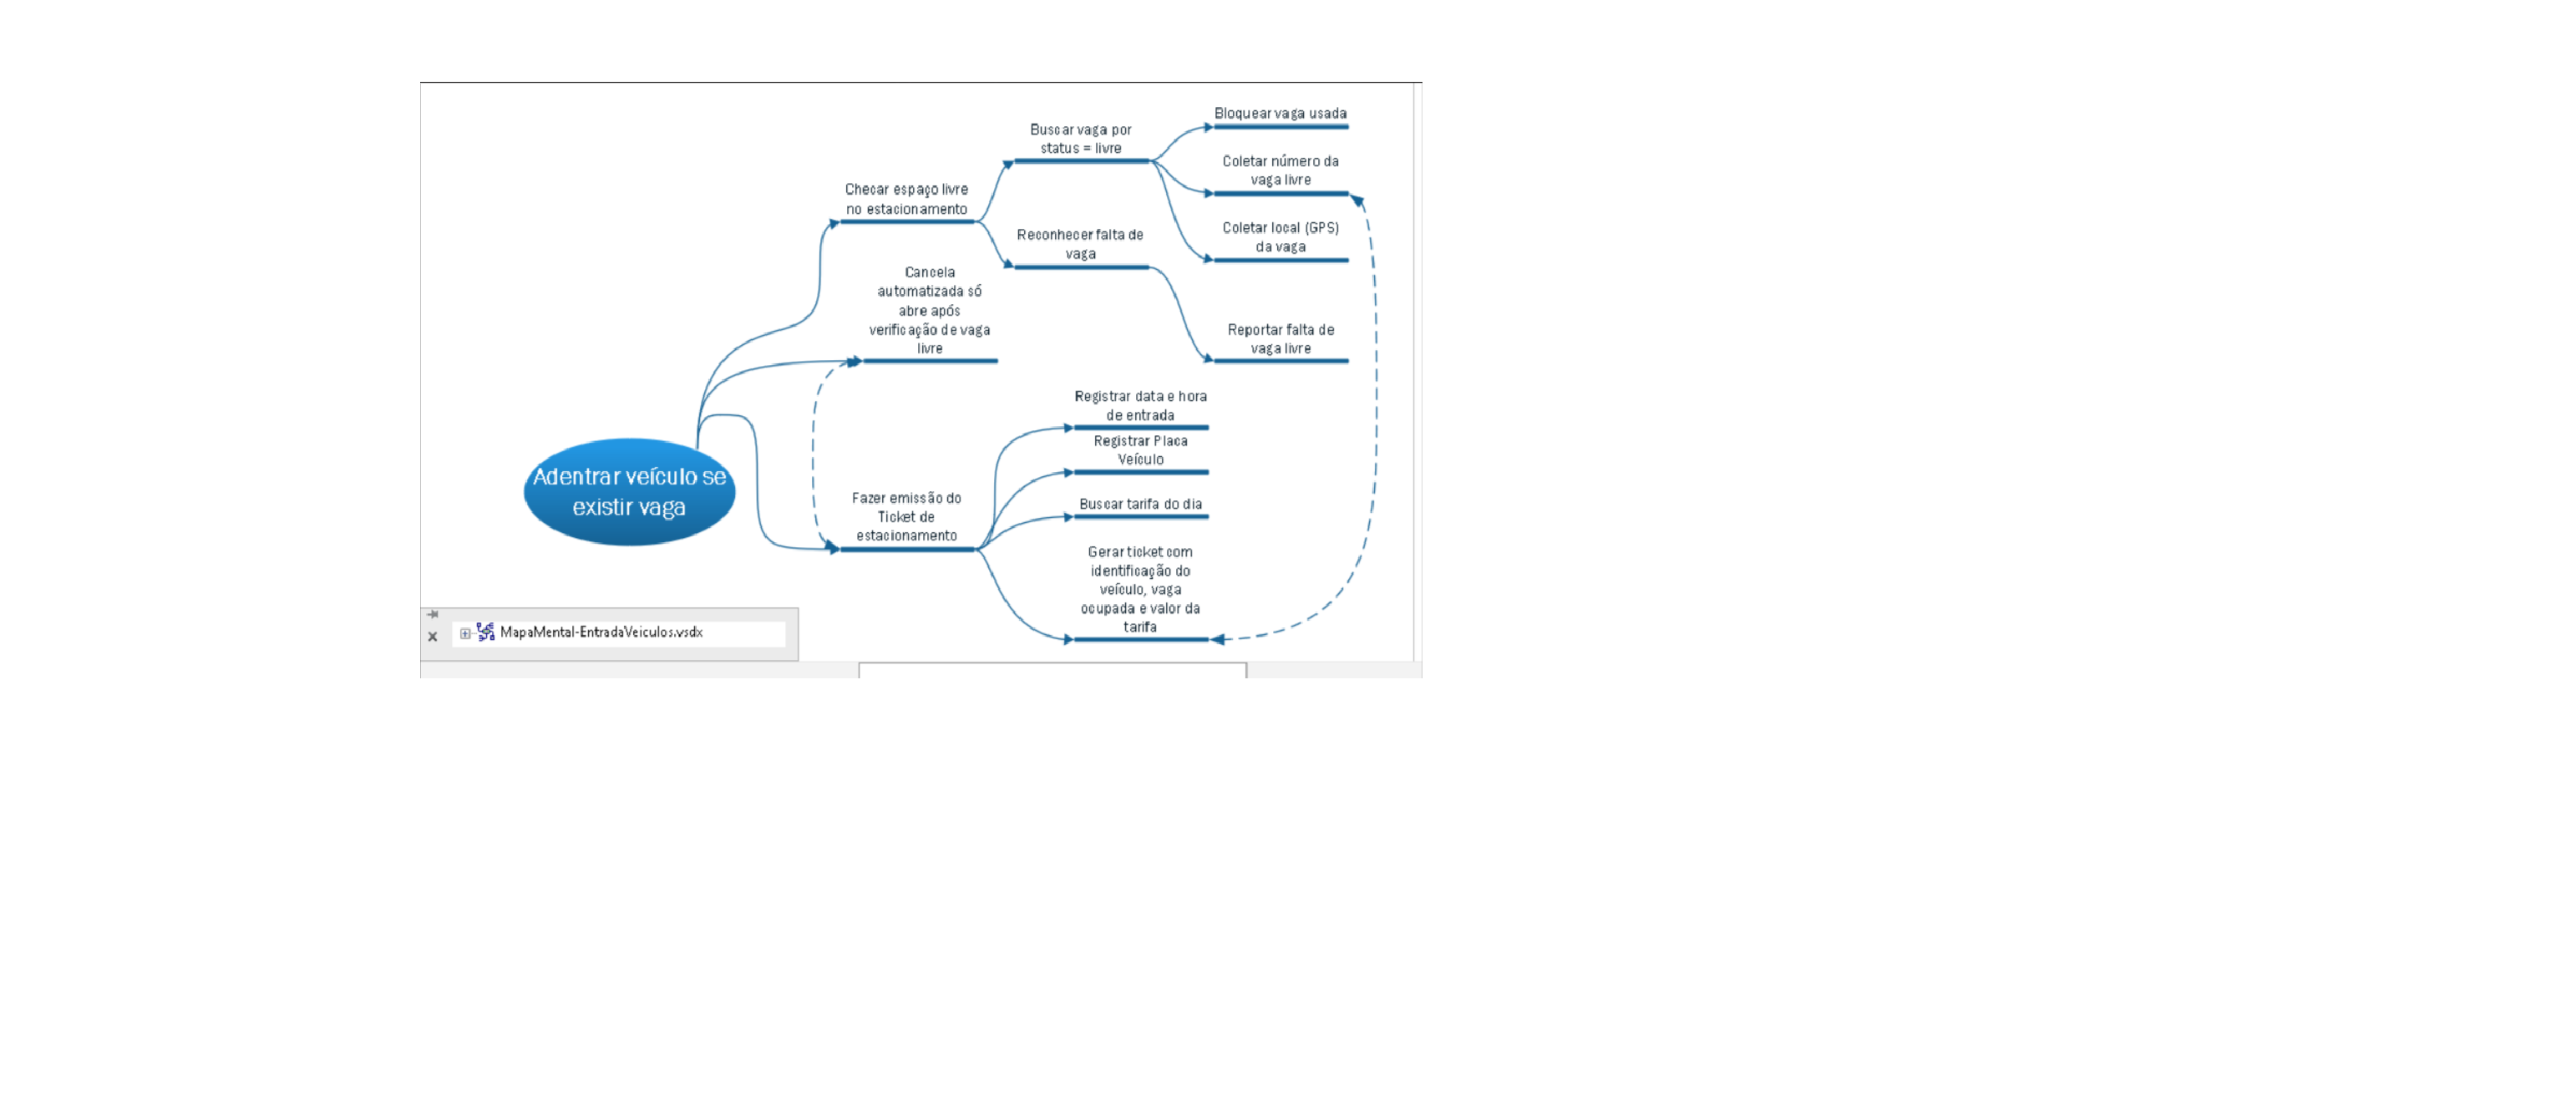 Bloquear vaga usada
Buscar vaga por
status = livre
Coletar número da
vaga livre
Checar espaço livre
no estacionamento
Coletar local (GPS)
da vaga
Reconhecer falta de
vaga
Cancela
automatizada só
abre após
verificação de vaga
livre
Reportar falta de
vaga livre
Registrar data e hora
de entrada
Registrar Placa
Veículo
Adentrar veículo se
existir vaga
Buscar tarifa do dia
Fazer emissão do
Ticket de
estacionamento
Gerar ticket com
identificação do
veículo, vaga
ocupada e valor da
tarifa
MapaMental-EntradaVeiculos.vsdx